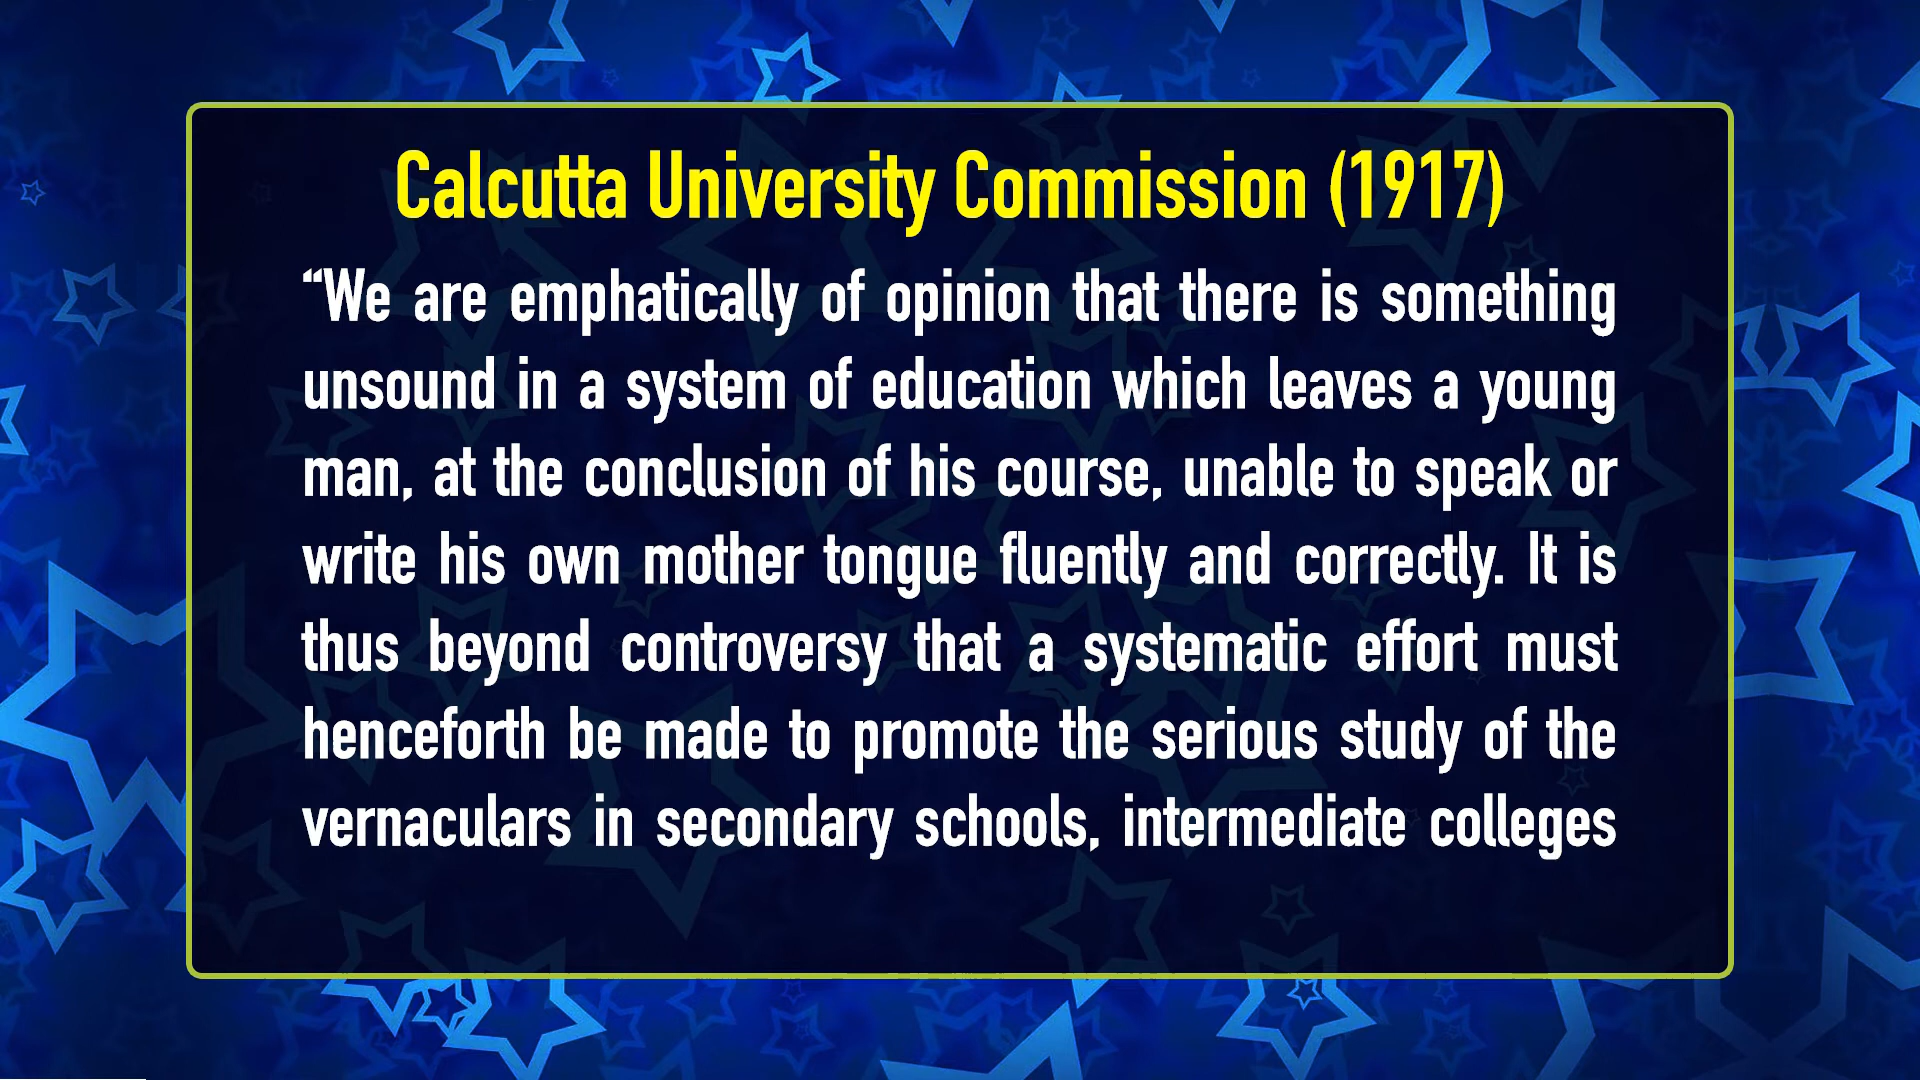 Calcutta University Commission (1917)
“We are emphatically of opinion that there is something
unsound in a system of education which leaves a young
man, at the conclusion of his course, unable to speak or
write his own mother tongue fluently and correctly. It is
thus beyond controversy that a systematic effort must
henceforth be made to promote the serious study of the
vernaculars in secondary schools, intermediate colleges